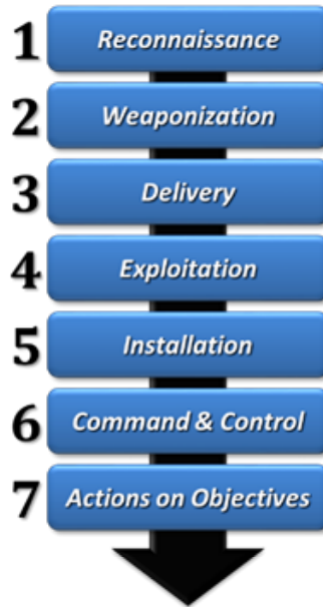 1 Reconnaissance
2 Weaponization
3 Delivery
4 Exploitation
5 Installation
6 Command & Control
7 Actions on Objectives